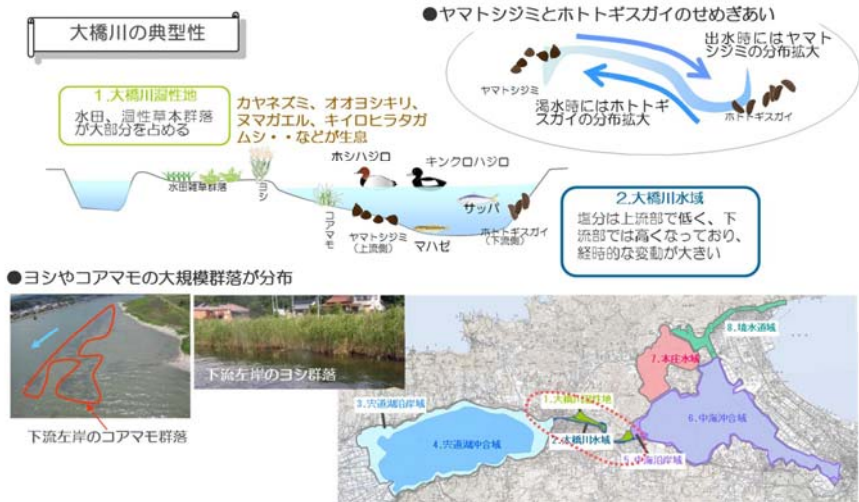 大橋川の典型性
●ヤマトシジミとホトトギスガイのせめぎあい
出水時にはヤマト
シジミの分布拡大
ヤマトシジミ
渇水時にはホトトギ
スガイの分布拡大
ホトトギスガイ
1.大橋川湿性地
水田、湿性草本群落
が大部分を占める
カヤネズミ、オオヨシキリ、
ヌマガエル、キイロヒラタガ
ムシ・・などが生息
ホシハジロ
キンクロハジロ
水田雑草群落
ヨシ
コアマモ
ヤマトシジミ
(上流側)
マハゼ
サッパ
ホトトギスガイ
(下流側)
2.大橋川水域
塩分は上流部で低く、下
流部では高くなっており、
経時的な変動が大きい
●ヨシやコアマモの大規模群落が分布
下流左岸のヨシ群落
下流左岸のコアマモ群落
8.境水道域
7.本庄水域
1.大橋川湿性地
3.宍道湖沿岸域
6.中海沖合域
4.宍道湖沖合域
2.大橋川水域
5.中海沿岸域